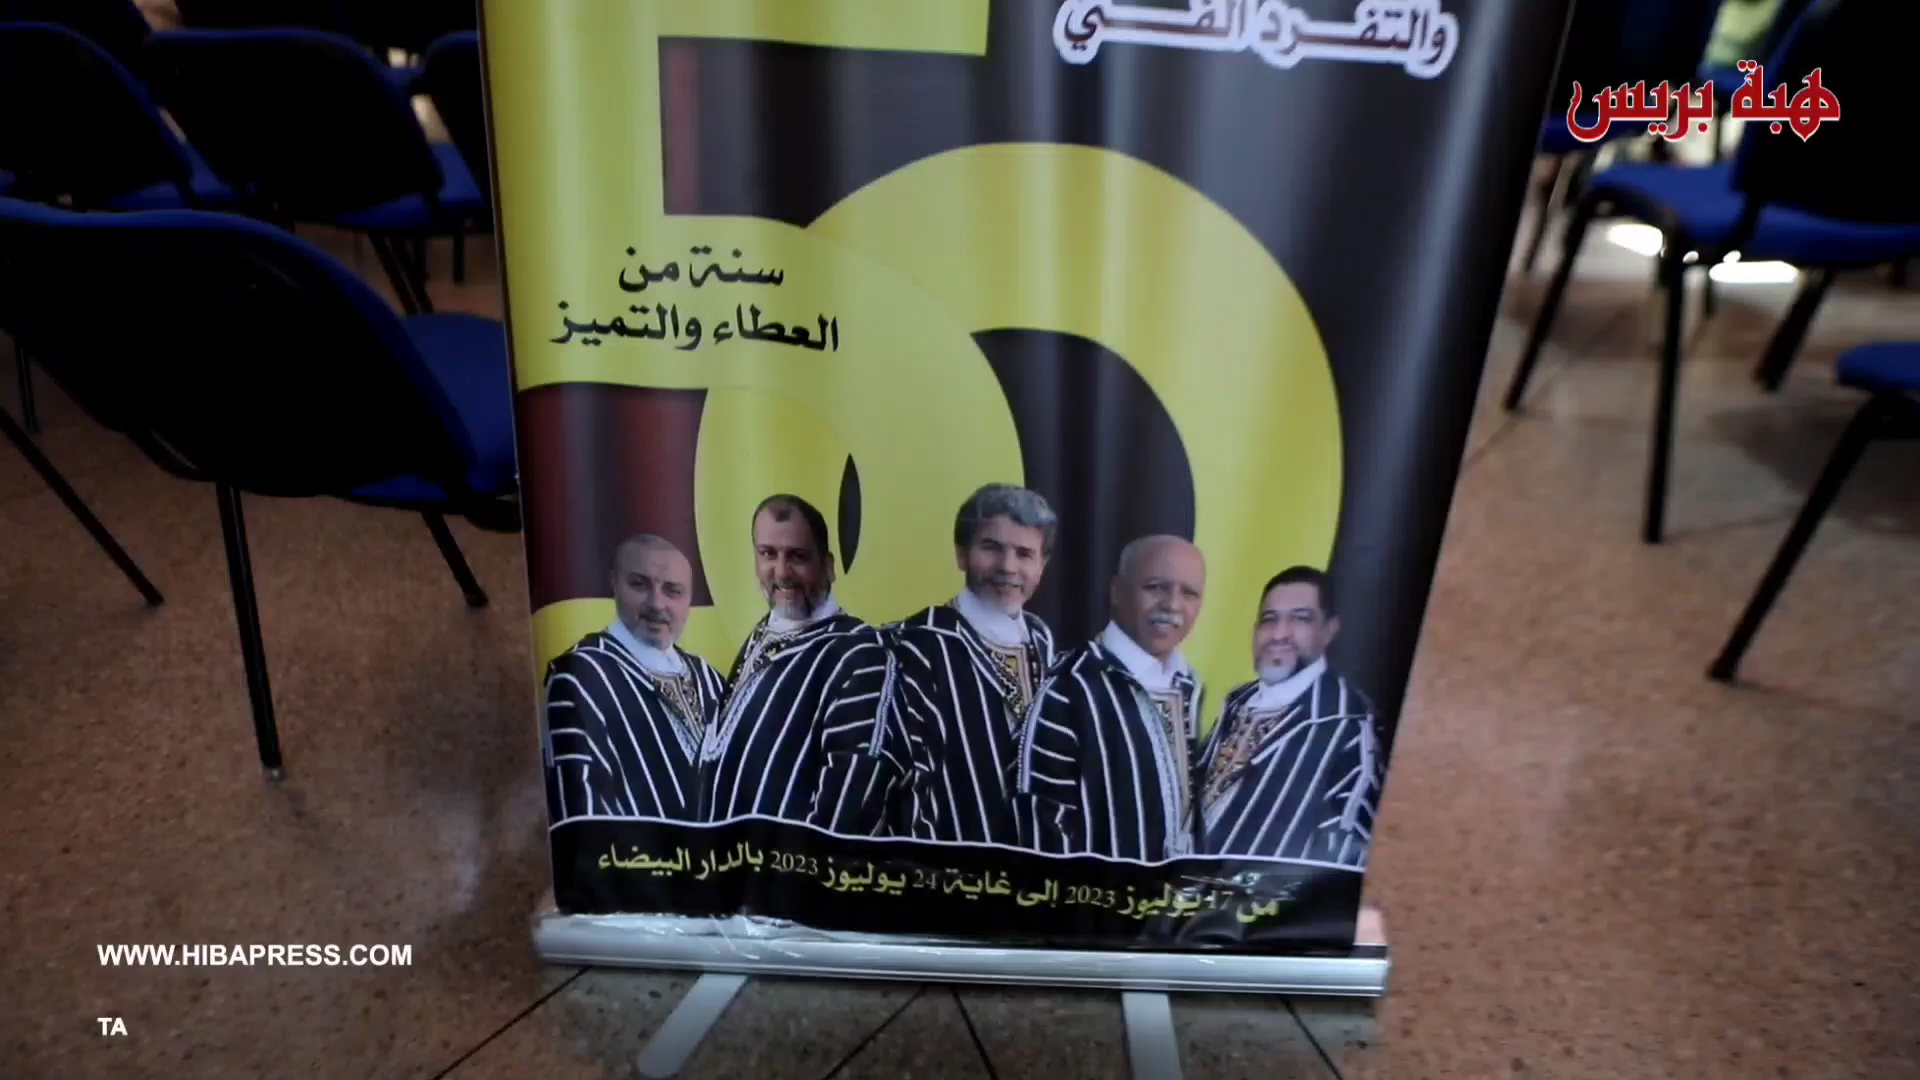 والتفرد الفني
هبة بريس
50
سنة من
العطاء والتميز
من 17 يوليوز 2023 إلى غاية 24 يوليوز 2023 بالدار البيضاء
WWW.HIBAPRESS.COM
TA